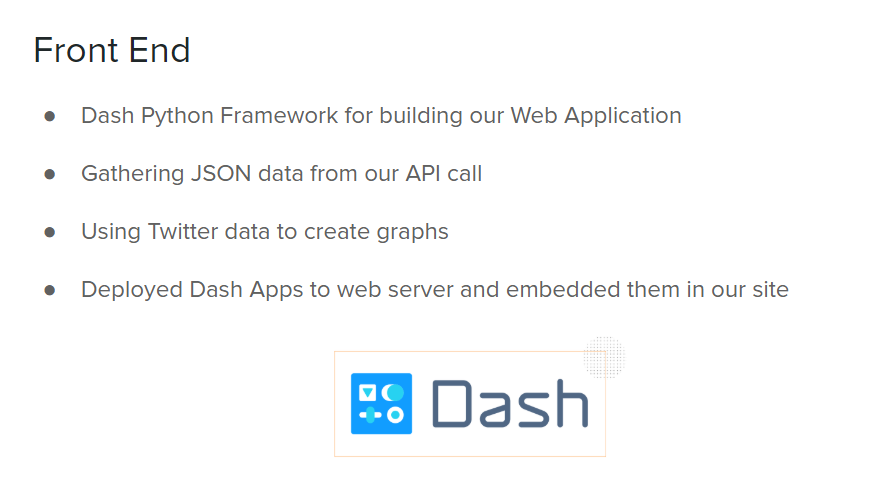 Front End
● Dash Python Framework for building our Web Application
● Gathering JSON data from our API call
● Using Twitter data to create graphs
● Deployed Dash Apps to web server and embedded them in our site
Dash